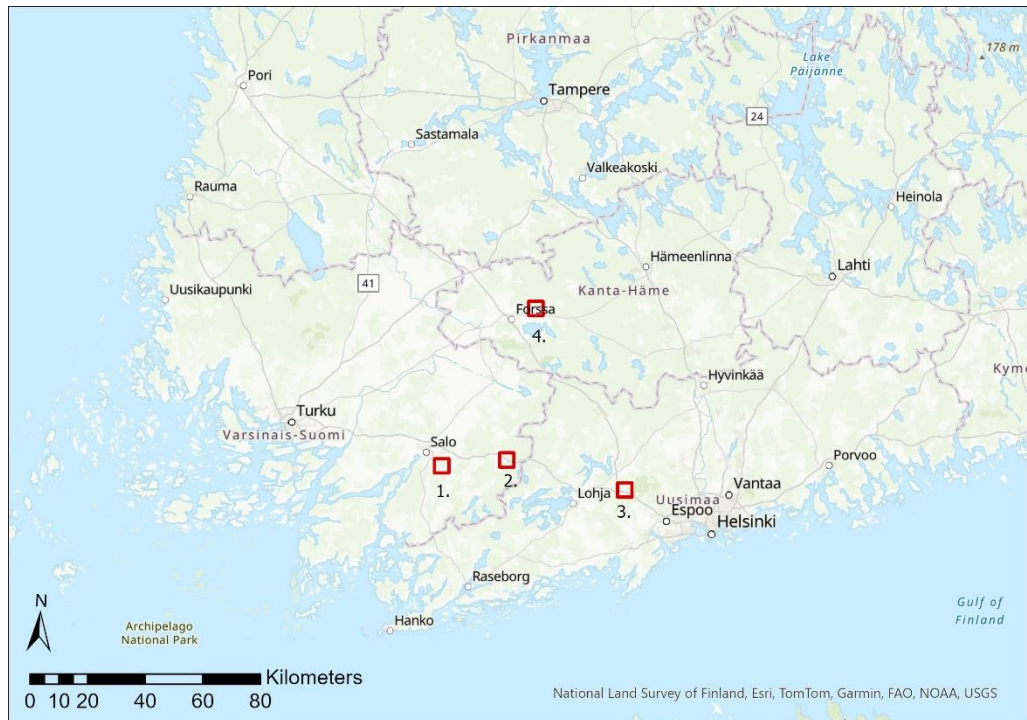 Pirkanmaa
Lake
Päijänne
178 m
Pori
Tampere
24
Sastamala
Valkeakoski
Rauma
Heinola
Hämeenlinna
Lahti
41
Kanta-Häme
Uusikaupunki
Forssa
4.
Kyme
Hyvinkää
Turku
Varsinais-Suomi
Salo
Porvoo
1.
2.
Lohja
Vantaa
Uusimaa
3.
Espoo
Helsinki
Raseborg
Hanko
Gulf of
Finland
N
Archipelago
National Park
Kilometers
0 10 20 40 60 80
National Land Survey of Finland, Esri, TomTom, Garmin, FAO, NOAA, USGS